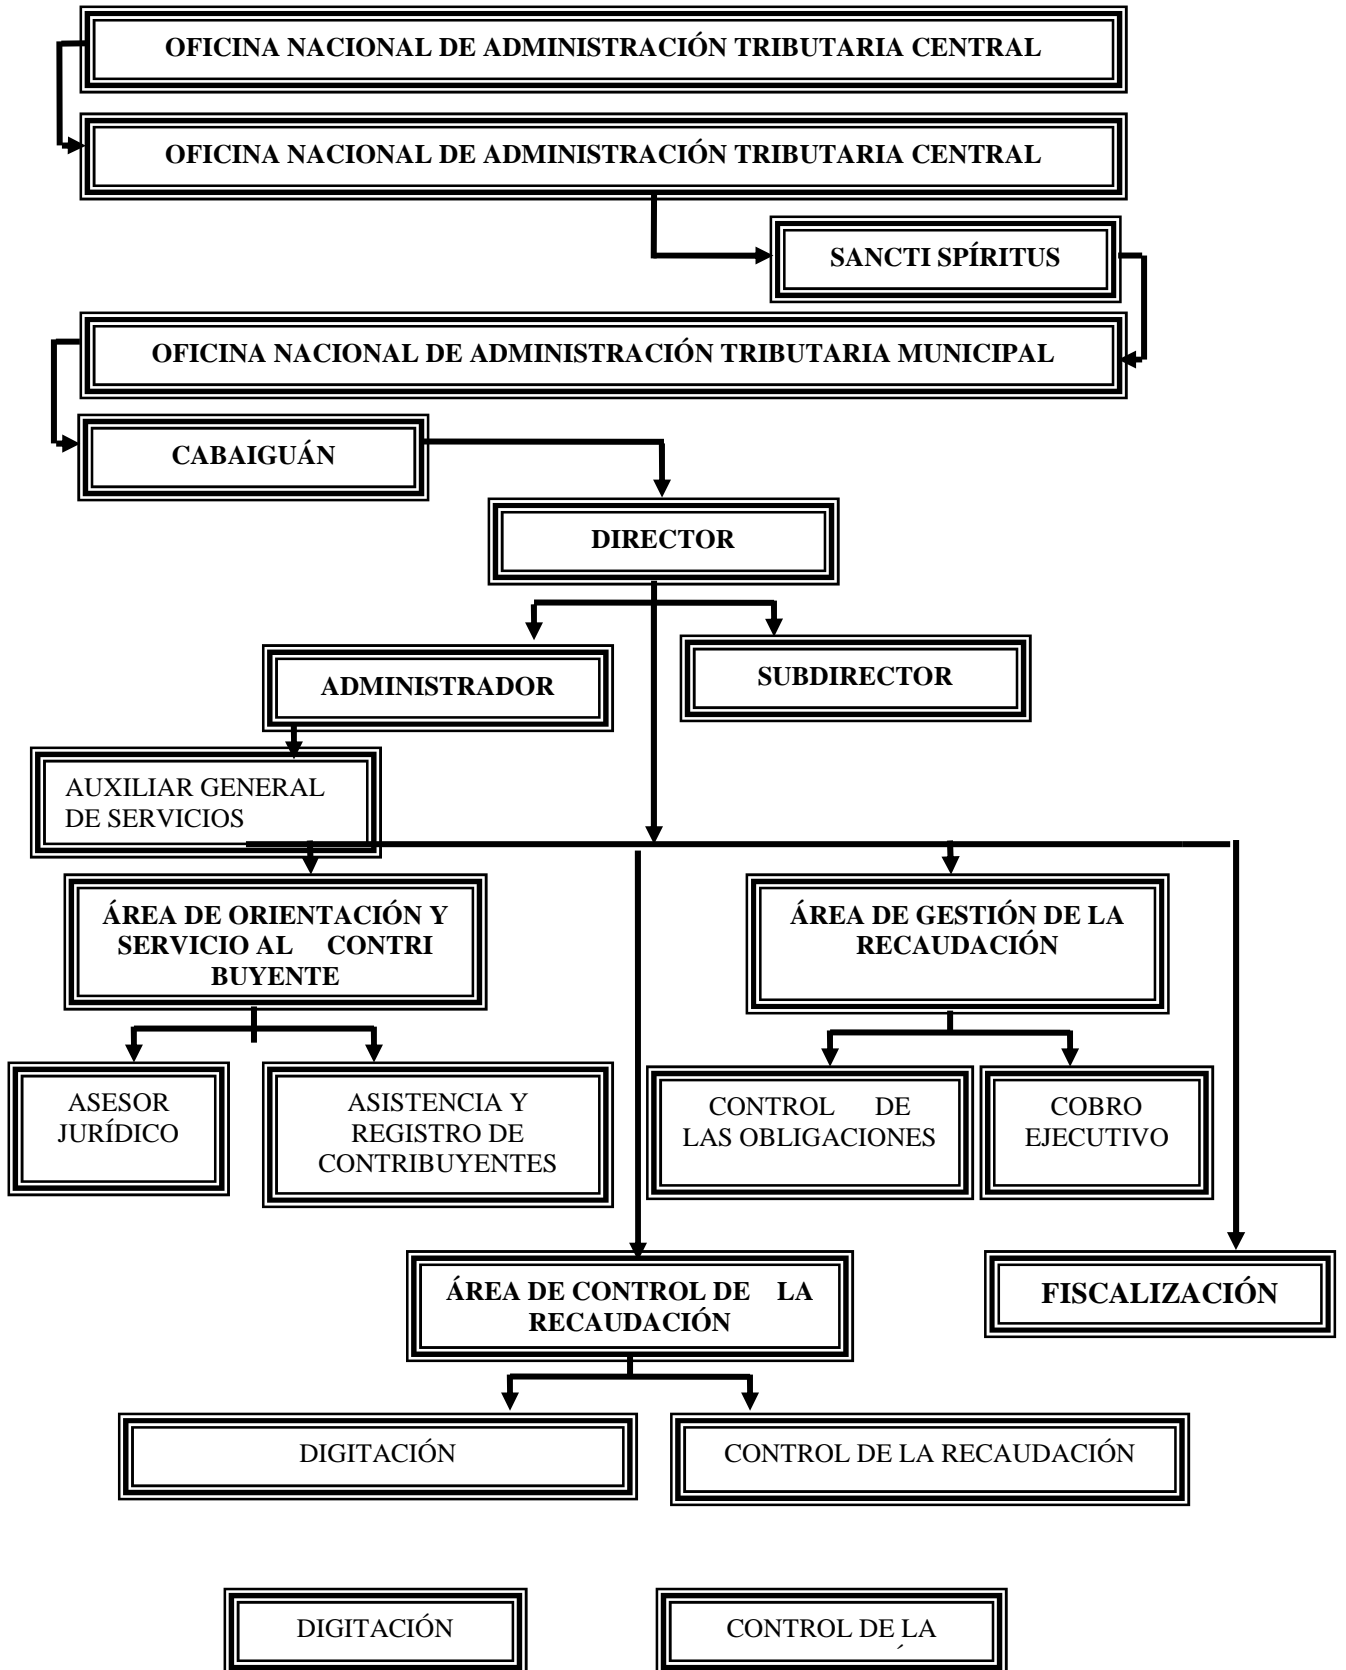 OFICINA NACIONAL DE ADMINISTRACIÓN TRIBUTARIA CENTRAL
OFICINA NACIONAL DE ADMINISTRACIÓN TRIBUTARIA CENTRAL
SANCTI SPÍRITUS
OFICINA NACIONAL DE ADMINISTRACIÓN TRIBUTARIA MUNICIPAL
CABAIGUÁN
DIRECTOR
ADMINISTRADOR
SUBDIRECTOR
AUXILIAR GENERAL
DE SERVICIOS
ÁREA DE ORIENTACIÓN Y
SERVICIO AL CONTRI
BUYENTE
ÁREA DE GESTIÓN DE LA
RECAUDACIÓN
ASESOR
JURÍDICO
ASISTENCIA Y
REGISTRO DE
CONTRIBUYENTES
CONTROL DE
LAS OBLIGACIONES
COBRO
EJECUTIVO
ÁREA DE CONTROL DE LA
RECAUDACIÓN
FISCALIZACIÓN
DIGITACIÓN
CONTROL DE LA RECAUDACIÓN
DIGITACIÓN
CONTROL DE LA